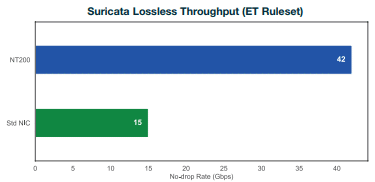 Suricata Lossless Throughput (ET Ruleset)
NT200
42
Std NIC
15
0 5 10 15 20 25 30 35 40
No-drop Rate (Gbps)